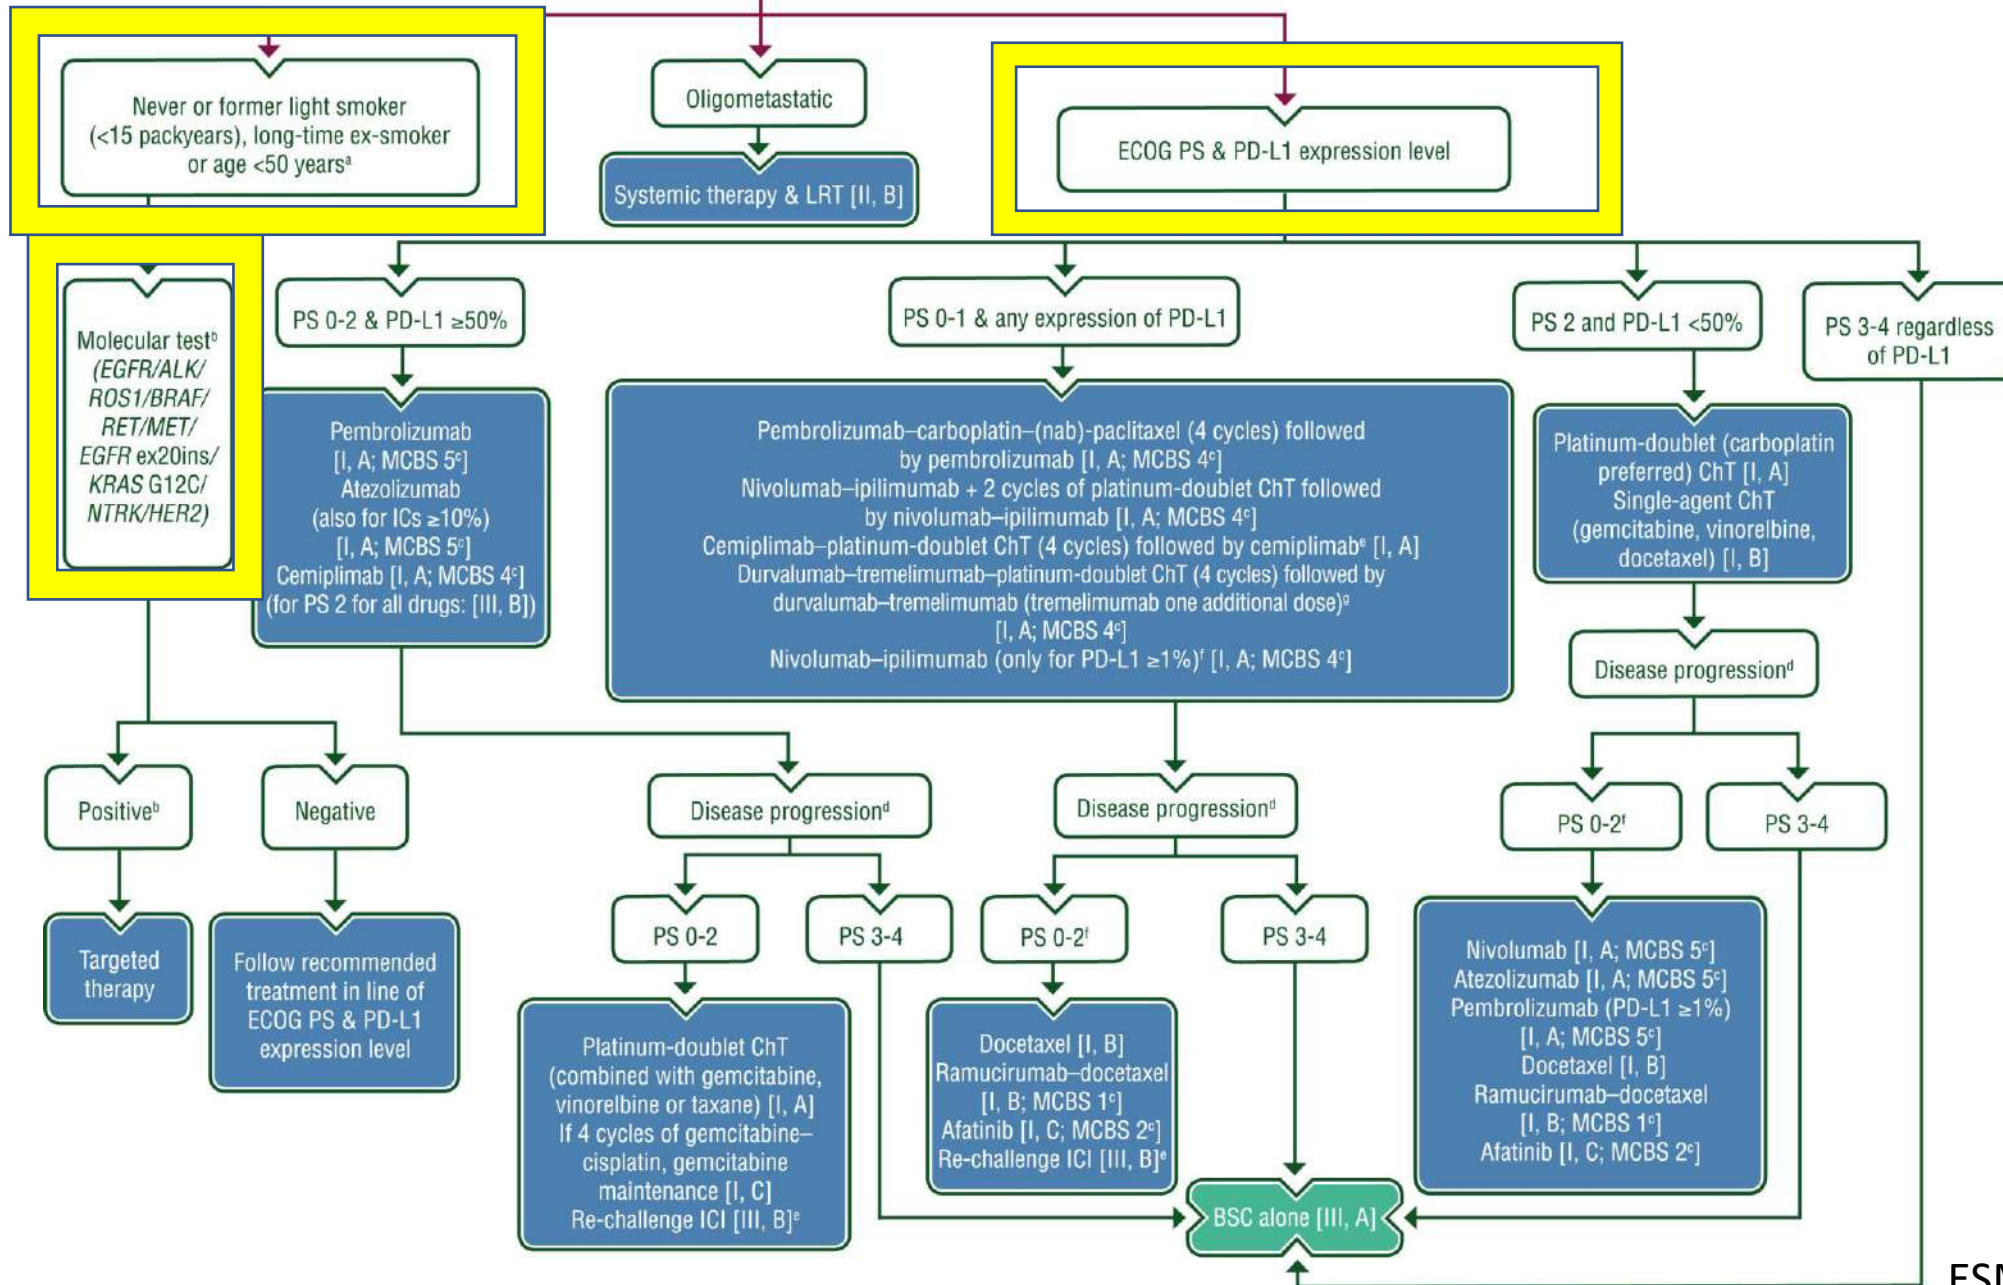 Never or former light smoker
(<15 packyears), long-time ex-smoker
or age <50 yearsᵃ
Oligometastatic
Systemic therapy & LRT [II, B]
ECOG PS & PD-L1 expression level
Molecular testᵇ
(EGFR/ALK/
ROS1/BRAF/
RET/MET/
EGFR ex20ins/
KRAS G12C/
NTRK/HER2)
PS 0-2 & PD-L1 ≥50%
PS 0-1 & any expression of PD-L1
PS 2 and PD-L1 <50%
PS 3-4 regardless
of PD-L1
Pembrolizumab
[I, A; MCBS 5ᶜ]
Atezolizumab
(also for ICs ≥10%)
[I, A; MCBS 5ᶜ]
Cemiplimab [I, A; MCBS 4ᶜ]
(for PS 2 for all drugs: [III, B])
Pembrolizumab–carboplatin–(nab)-paclitaxel (4 cycles) followed
by pembrolizumab [I, A; MCBS 4ᶜ]
Nivolumab–ipilimumab + 2 cycles of platinum-doublet ChT followed
by nivolumab–ipilimumab [I, A; MCBS 4ᶜ]
Cemiplimab–platinum-doublet ChT (4 cycles) followed by cemiplimabᵉ [I, A]
Durvalumab–tremelimumab–platinum-doublet ChT (4 cycles) followed by
durvalumab–tremelimumab (tremelimumab one additional dose)ᵍ
[I, A; MCBS 4ᶜ]
Nivolumab–ipilimumab (only for PD-L1 ≥1%)ᶠ [I, A; MCBS 4ᶜ]
Platinum-doublet (carboplatin
preferred) ChT [I, A]
Single-agent ChT
(gemcitabine, vinorelbine,
docetaxel) [I, B]
Disease progressionᵈ
Positiveᵇ
Negative
Disease progressionᵈ
Disease progressionᵈ
PS 0-2ᶠ
PS 3-4
Targeted
therapy
Follow recommended
treatment in line of
ECOG PS & PD-L1
expression level
PS 0-2
PS 3-4
PS 0-2ᶠ
PS 3-4
Platinum-doublet ChT
(combined with gemcitabine,
vinorelbine or taxane) [I, A]
If 4 cycles of gemcitabine–
cisplatin, gemcitabine
maintenance [I, C]
Re-challenge ICI [III, B]ᵉ
Docetaxel [I, B]
Ramucirumab–docetaxel
[I, B; MCBS 1ᶜ]
Afatinib [I, C; MCBS 2ᶜ]
Re-challenge ICI [III, B]ᵉ
Nivolumab [I, A; MCBS 5ᶜ]
Atezolizumab [I, A; MCBS 5ᶜ]
Pembrolizumab (PD-L1 ≥1%)
[I, A; MCBS 5ᶜ]
Docetaxel [I, B]
Ramucirumab–docetaxel
[I, B; MCBS 1ᶜ]
Afatinib [I, C; MCBS 2ᶜ]
BSC alone [III, A]